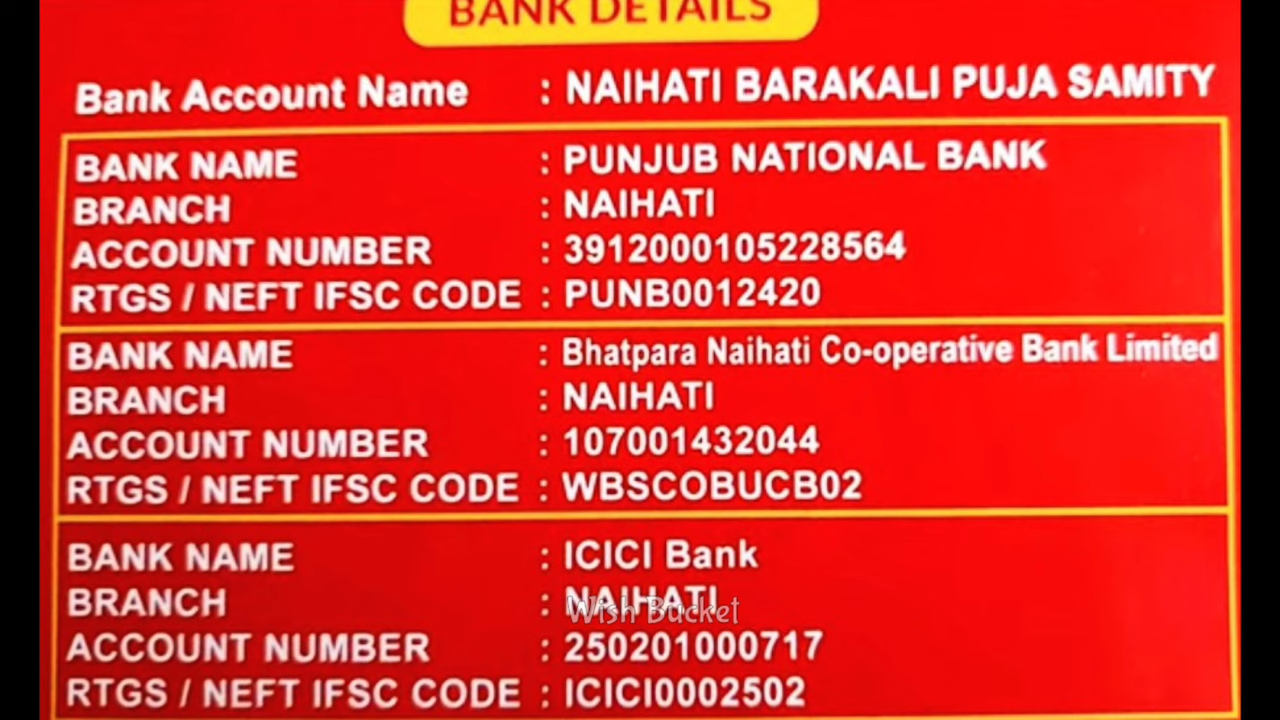 BANK DETAILS
Bank Account Name : NAIHATI BARAKALI PUJA SAMITY
BANK NAME : PUNJUB NATIONAL BANK
BRANCH : NAIHATI
ACCOUNT NUMBER : 3912000105228564
RTGS / NEFT IFSC CODE : PUNB0012420
BANK NAME : Bhatpara Naihati Co-operative Bank Limited
BRANCH : NAIHATI
ACCOUNT NUMBER : 107001432044
RTGS / NEFT IFSC CODE : WBSCOBUCB02
BANK NAME : ICICI Bank
BRANCH : NAIHATI
Wish Bucket
ACCOUNT NUMBER : 250201000717
RTGS / NEFT IFSC CODE : ICICI0002502